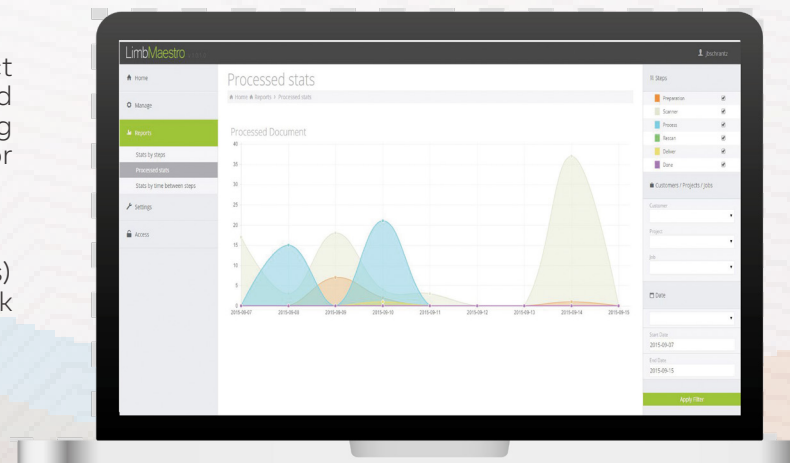 t
d
g
or
s)
k
LimbMaestro
jbschrantz
Home
Manage
Reports
Stats by steps
Processed stats
Stats by time between steps
Settings
Access
Processed stats
Home Reports > Processed stats
Processed Document
40
35
30
25
20
15
10
5
0
2015-09-07 2015-09-08 2015-09-09 2015-09-10 2015-09-11 2015-09-12 2015-09-13 2015-09-14 2015-09-15
Steps
Preparation
Scanner
Process
Rescan
Deliver
Done
Customers / Projects / Jobs
Customer
Project
Job
Date
Start Date
2015-09-07
End Date
2015-09-15
Apply Filter